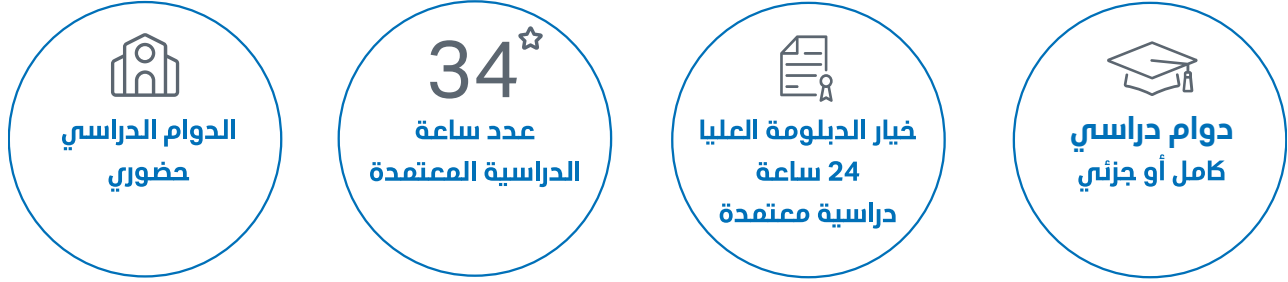 دوام دراسي
كامل أو جزئي
خيار الدبلومة العليا
24 ساعة
دراسية معتمدة
34
عدد ساعة
الدراسية المعتمدة
الدوام الدراسي
حضوري